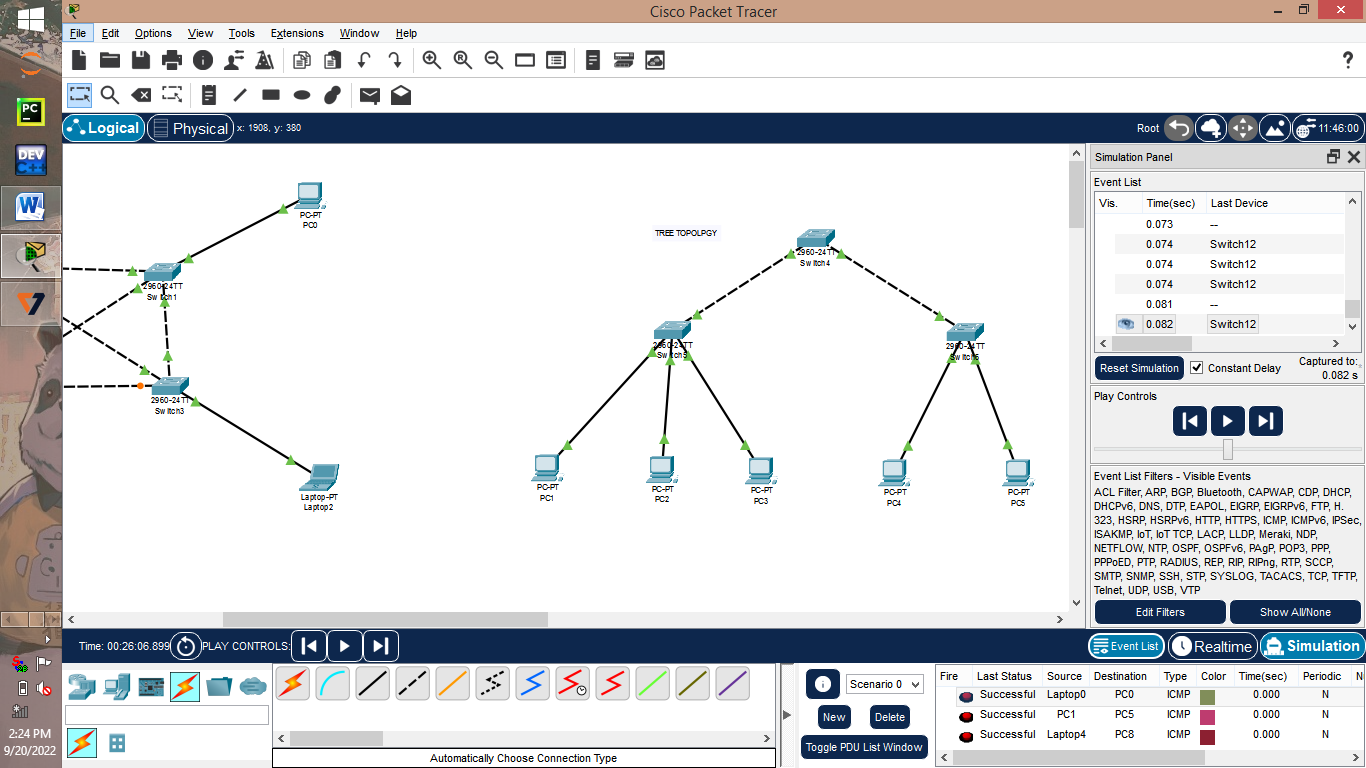 Cisco Packet Tracer
File Edit Options View Tools Extensions Window Help
Logical Physical x: 1908, y: 380 Root 11:46:00
PC
DEV C++
PC-PT
PC0
2960-24TT
Switch1
2960-24TT
Switch3
Laptop-PT
Laptop2
TREE TOPOLPGY
2960-24TT
Switch4
2960-24TT
Switch5
2960-24TT
Switch6
PC-PT
PC1
PC-PT
PC2
PC-PT
PC3
PC-PT
PC4
PC-PT
PC5
Simulation Panel
Event List
Vis. Time(sec) Last Device
0.073 --
0.074 Switch12
0.074 Switch12
0.074 Switch12
0.081 --
0.082 Switch12
Reset Simulation Constant Delay Captured to:
0.082 s
Play Controls
Event List Filters - Visible Events
ACL Filter, ARP, BGP, Bluetooth, CAPWAP, CDP, DHCP,
DHCPv6, DNS, DTP, EAPOL, EIGRP, EIGRPv6, FTP, H.
323, HSRP, HSRPv6, HTTP, HTTPS, ICMP, ICMPv6, IPSec,
ISAKMP, IoT, IoT TCP, LACP, LLDP, Meraki, NDP,
NETFLOW, NTP, OSPF, OSPFv6, PAgP, POP3, PPP,
PPPoED, PTP, RADIUS, REP, RIP, RIPng, RTP, SCCP,
SMTP, SNMP, SSH, STP, SYSLOG, TACACS, TCP, TFTP,
Telnet, UDP, USB, VTP
Edit Filters Show All/None
Time: 00:26:06.899 PLAY CONTROLS: Event List Realtime Simulation
Automatically Choose Connection Type
Scenario 0
New Delete
Toggle PDU List Window
Fire Last Status Source Destination Type Color Time(sec) Periodic N
Successful Laptop0 PC0 ICMP 0.000 N
Successful PC1 PC5 ICMP 0.000 N
Successful Laptop4 PC8 ICMP 0.000 N
2:24 PM
9/20/2022